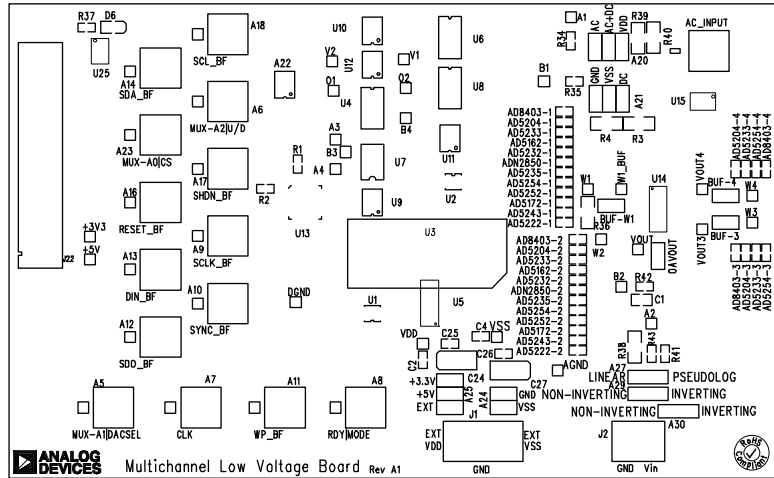 R37 D6
A18
SCL_BF
U25
A14
SDA_BF
A22
U10
V2
U12
O1
U4
U6
V1
O2
U8
B4
A1
R34
AC
AC+DC
VDD
R39
A20
R40
AC_INPUT
B1
R35
GND
VSS
DC
A21
U15
R4 R3
A6
MUX-A2|U/D
A23
MUX-A0|CS
R1
A3
B3
A4
U7
U11
U2
A17
SHDN_BF
R2
U13
U9
A16
RESET_BF
+3V3
+5V
J22
A9
SCLK_BF
A13
DIN_BF
A10
SYNC_BF
DGND
A12
SDO_BF
U3
U1
U5
AD8403-1
AD5204-1
AD5233-1
AD5162-1
AD5232-1
ADN2850-1
AD5235-1
AD5254-1
AD5252-1
AD5172-1
AD5243-1
AD5222-1
W1
W1_BUF
BUF-W1
R36
W2
U14
VOUT
OAVOUT
VOUT4
BUF-4
W4
W3
BUF-3
VOUT3
AD5204-4
AD5233-4
AD5254-4
AD8403-4
AD8403-3
AD5204-3
AD5233-3
AD5254-3
AD8403-2
AD5204-2
AD5233-2
AD5162-2
AD5232-2
ADN2850-2
AD5235-2
AD5254-2
AD5252-2
AD5172-2
AD5243-2
AD5222-2
B2
R42
C1
A2
R38
R43
R41
AGND
VDD
C25
C4
VSS
C2
C26
C24
C27
+3.3V
+5V
EXT
A25
A24
GND
VSS
J1
EXT
VDD
EXT
VSS
GND
A27
LINEAR PSEUDOLOG
A29
NON-INVERTING INVERTING
NON-INVERTING INVERTING
A30
J2
GND Vin
A5
MUX-A1|DACSEL
A7
CLK
A11
WP_BF
A8
RDY|MODE
ANALOG
DEVICES
Multichannel Low Voltage Board Rev A1
RoHS
Compliant